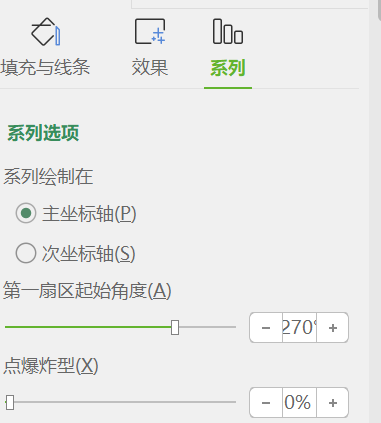 填充与线条 效果 系列
系列选项
系列绘制在
主坐标轴(P)
次坐标轴(S)
第一扇区起始角度(A)
- 270° +
点爆炸型(X)
- 0% +